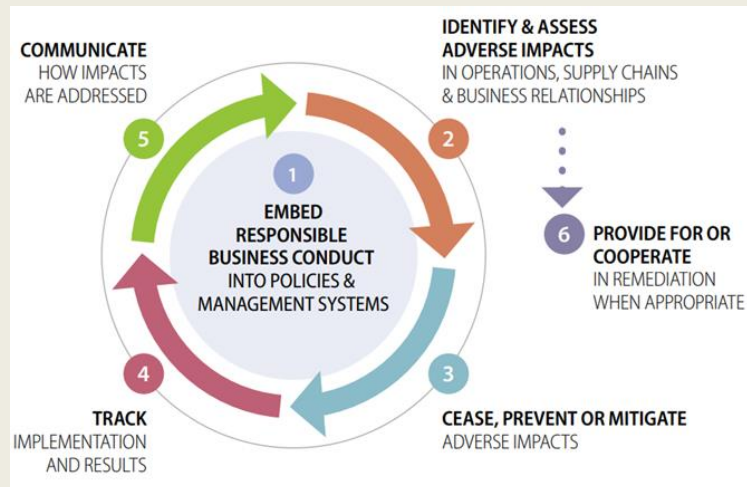 1
EMBED
RESPONSIBLE
BUSINESS CONDUCT
INTO POLICIES &
MANAGEMENT SYSTEMS
2
IDENTIFY & ASSESS
ADVERSE IMPACTS
IN OPERATIONS, SUPPLY CHAINS
& BUSINESS RELATIONSHIPS
3
CEASE, PREVENT OR MITIGATE
ADVERSE IMPACTS
4
TRACK
IMPLEMENTATION
AND RESULTS
5
COMMUNICATE
HOW IMPACTS
ARE ADDRESSED
6
PROVIDE FOR OR
COOPERATE
IN REMEDIATION
WHEN APPROPRIATE